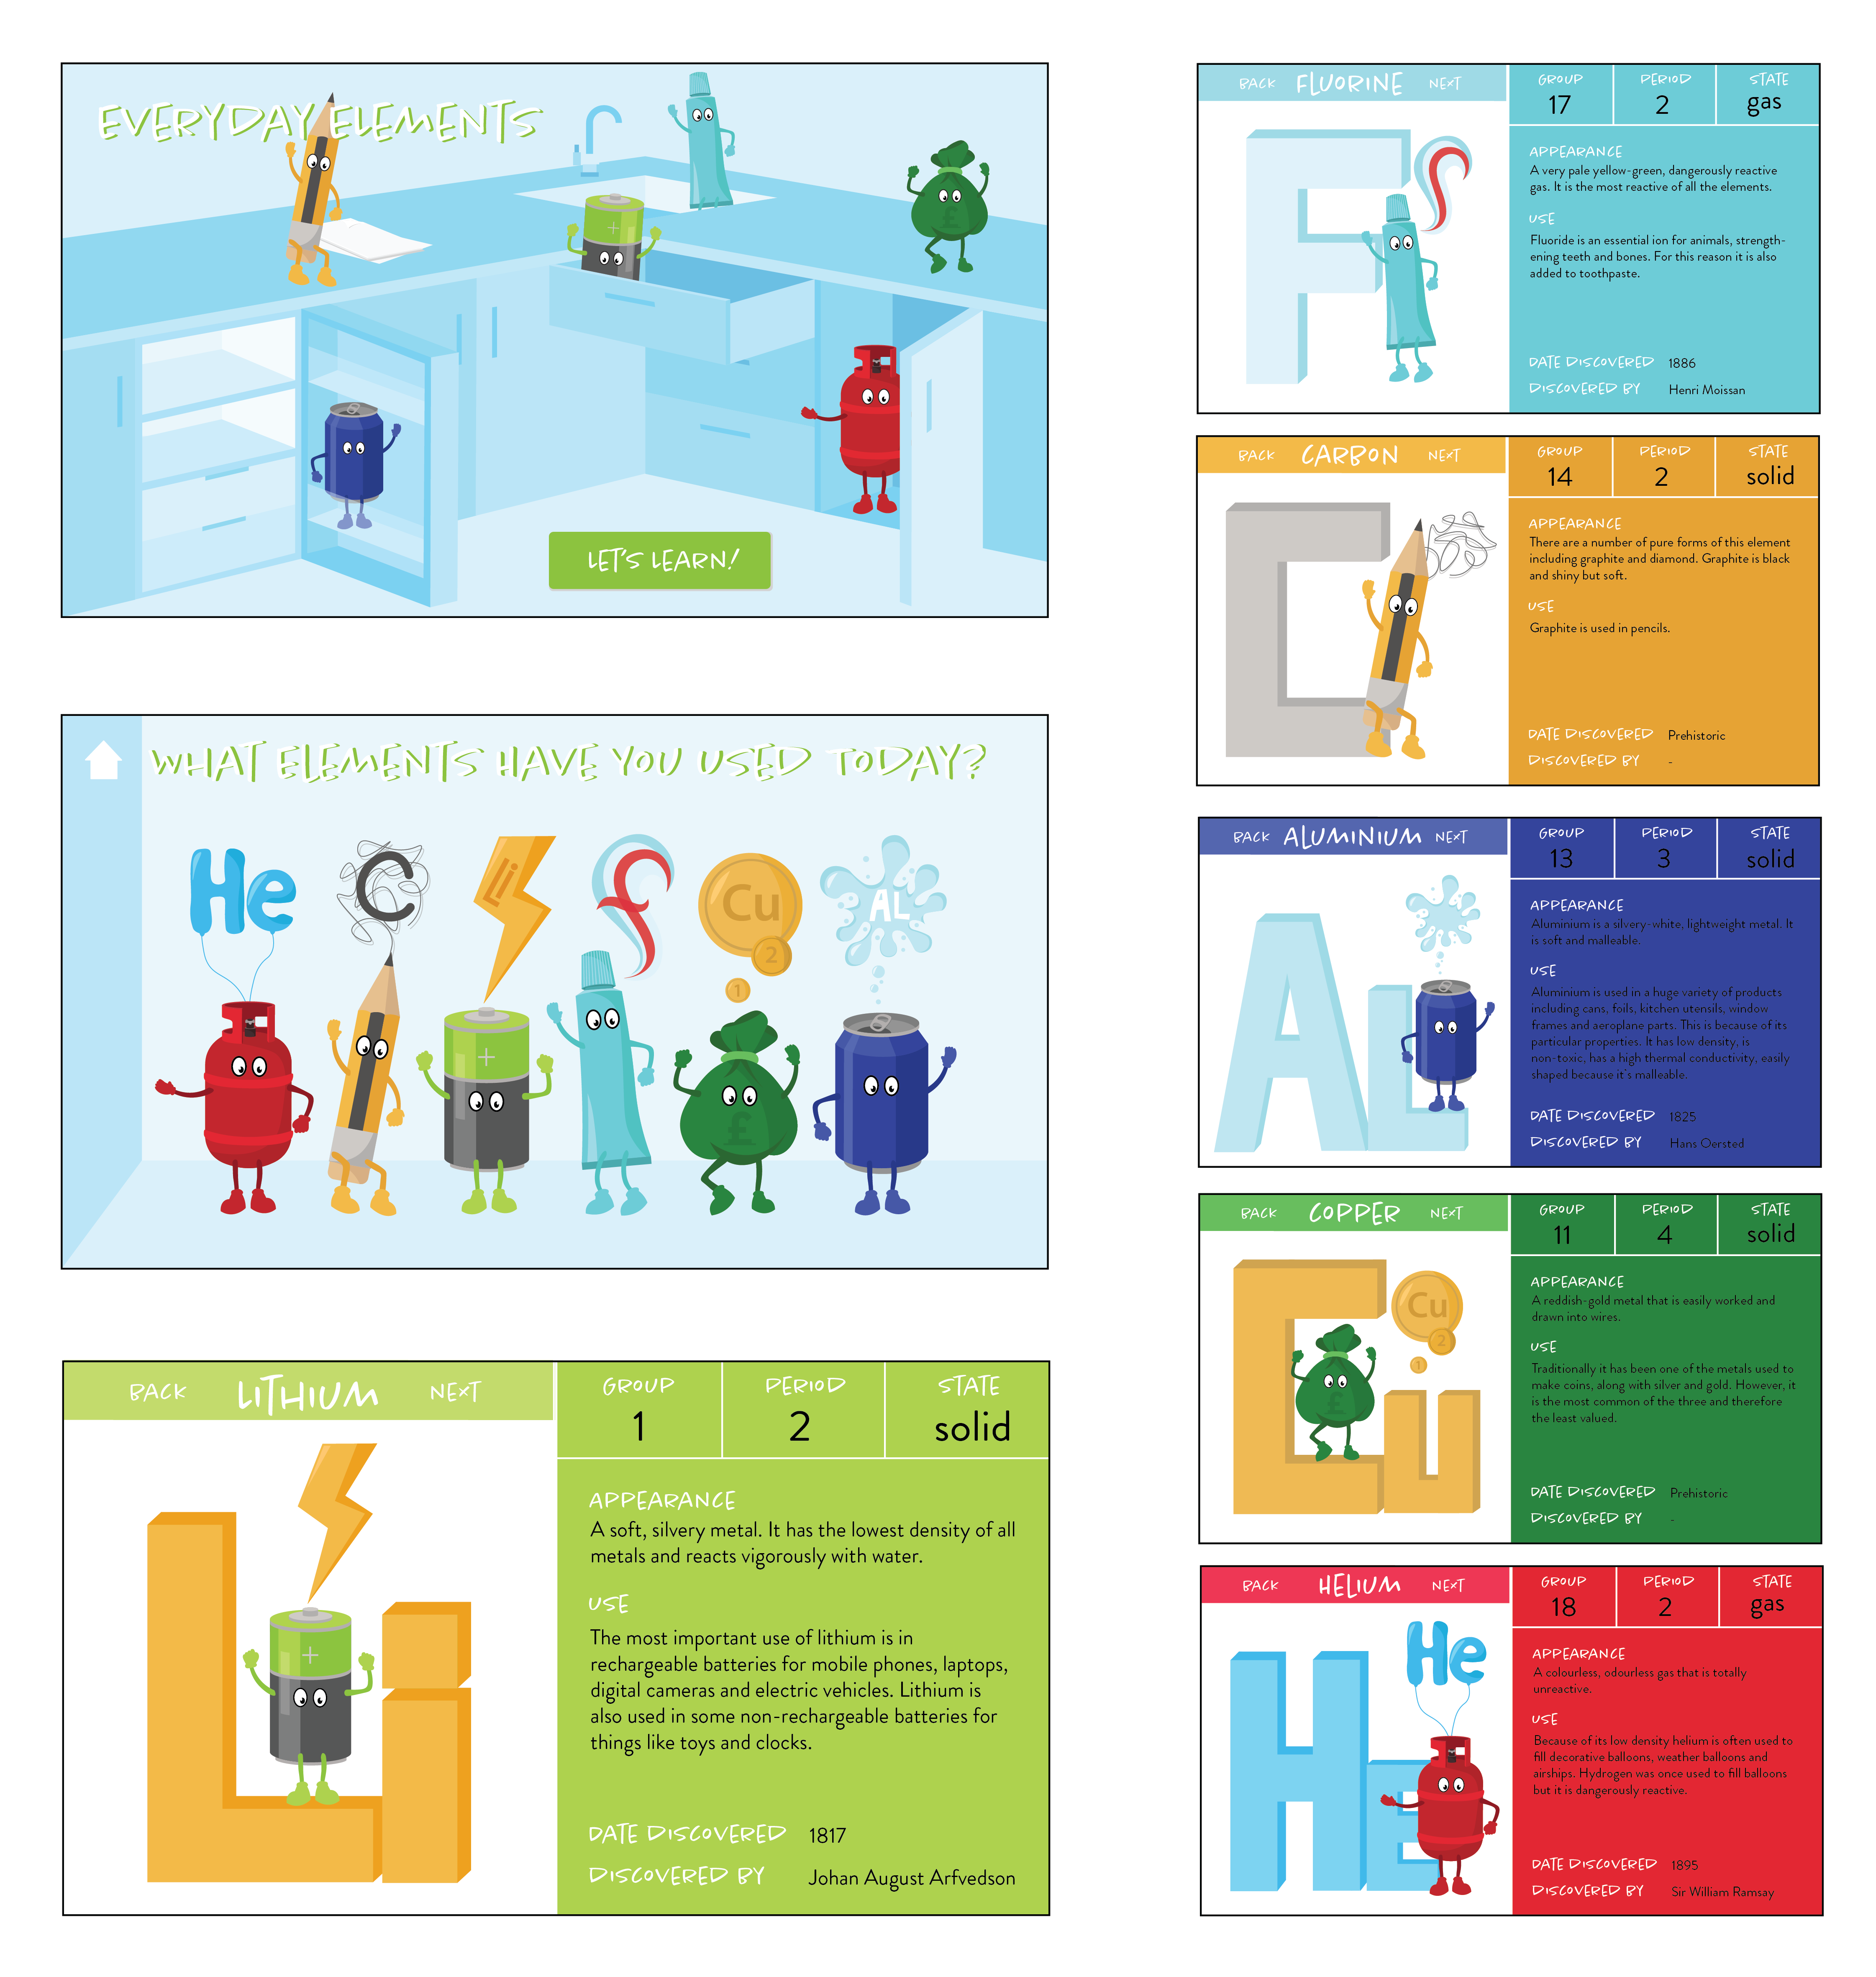 EVERYDAY ELEMENTS
£
+
LET'S LEARN!
WHAT ELEMENTS HAVE YOU USED TODAY?
He
C
Li
F
Cu
2
1
AL
+
£
BACK LITHIUM NEXT
GROUP PERIOD STATE
1 2 solid
Li
+
APPEARANCE
A soft, silvery metal. It has the lowest density of all
metals and reacts vigorously with water.
USE
The most important use of lithium is in
rechargeable batteries for mobile phones, laptops,
digital cameras and electric vehicles. Lithium is
also used in some non-rechargeable batteries for
things like toys and clocks.
DATE DISCOVERED 1817
DISCOVERED BY Johan August Arfvedson
BACK FLUORINE NEXT
GROUP PERIOD STATE
17 2 gas
F
APPEARANCE
A very pale yellow-green, dangerously reactive
gas. It is the most reactive of all the elements.
USE
Fluoride is an essential ion for animals, strength-
ening teeth and bones. For this reason it is also
added to toothpaste.
DATE DISCOVERED 1886
DISCOVERED BY Henri Moissan
BACK CARBON NEXT
GROUP PERIOD STATE
14 2 solid
C
APPEARANCE
There are a number of pure forms of this element
including graphite and diamond. Graphite is black
and shiny but soft.
USE
Graphite is used in pencils.
DATE DISCOVERED Prehistoric
DISCOVERED BY -
BACK ALUMINIUM NEXT
GROUP PERIOD STATE
13 3 solid
AL
APPEARANCE
Aluminium is a silvery-white, lightweight metal. It
is soft and malleable.
USE
Aluminium is used in a huge variety of products
including cans, foils, kitchen utensils, window
frames and aeroplane parts. This is because of its
particular properties. It has low density, is
non-toxic, has a high thermal conductivity, easily
shaped because it's malleable.
DATE DISCOVERED 1825
DISCOVERED BY Hans Oersted
BACK COPPER NEXT
GROUP PERIOD STATE
11 4 solid
Cu
Cu
2
1
£
APPEARANCE
A reddish-gold metal that is easily worked and
drawn into wires.
USE
Traditionally it has been one of the metals used to
make coins, along with silver and gold. However, it
is the most common of the three and therefore
the least valued.
DATE DISCOVERED Prehistoric
DISCOVERED BY -
BACK HELIUM NEXT
GROUP PERIOD STATE
18 2 gas
He
HE
APPEARANCE
A colourless, odourless gas that is totally
unreactive.
USE
Because of its low density helium is often used to
fill decorative balloons, weather balloons and
airships. Hydrogen was once used to fill balloons
but it is dangerously reactive.
DATE DISCOVERED 1895
DISCOVERED BY Sir William Ramsay